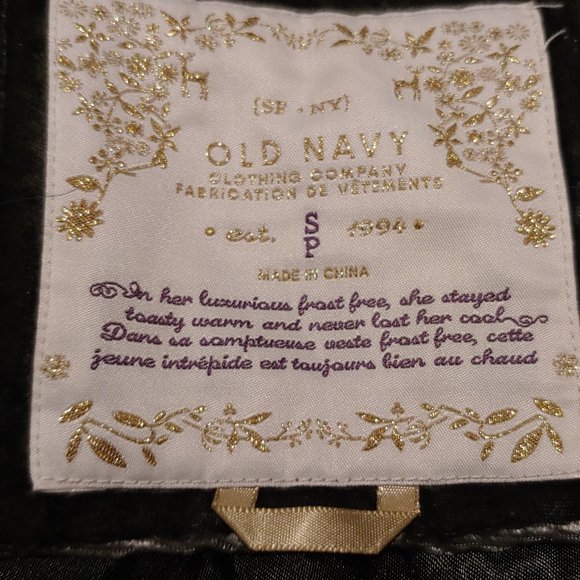 {SF • NY}
OLD NAVY
CLOTHING COMPANY
FABRICATION DE VÊTEMENTS
• est. S P 1994 •
MADE IN CHINA
In her luxurious frost free, she stayed
toasty warm and never lost her cool
Dans sa somptueuse veste frost free, cette
jeune intrépide est toujours bien au chaud